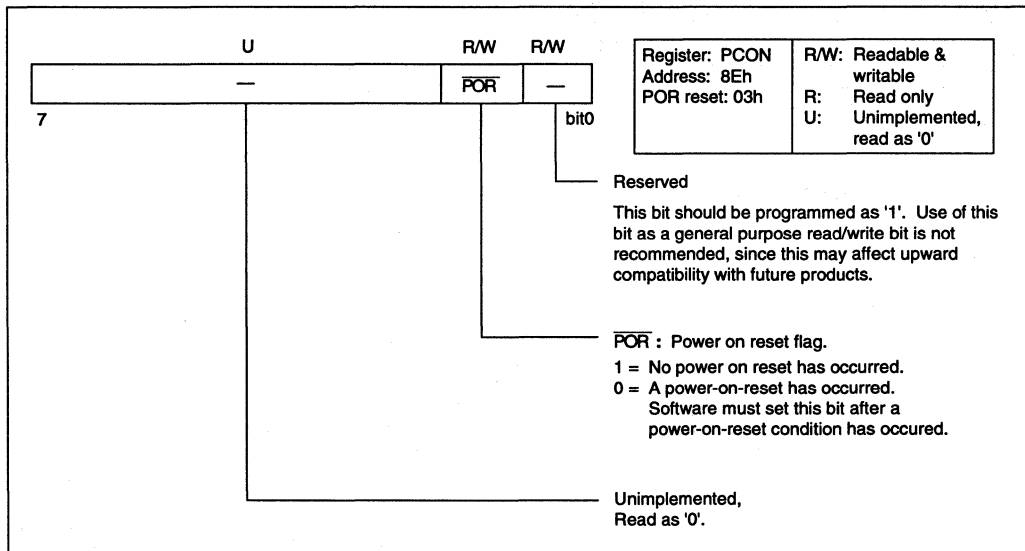 U R/W R/W
— P̅O̅R̅ —
7 bit0
Register: PCON
Address: 8Eh
POR reset: 03h
R/W: Readable &
writable
R: Read only
U: Unimplemented,
read as '0'
Reserved
This bit should be programmed as '1'. Use of this
bit as a general purpose read/write bit is not
recommended, since this may affect upward
compatibility with future products.
P̅O̅R̅ : Power on reset flag.
1 = No power on reset has occurred.
0 = A power-on-reset has occurred.
Software must set this bit after a
power-on-reset condition has occured.
Unimplemented,
Read as '0'.